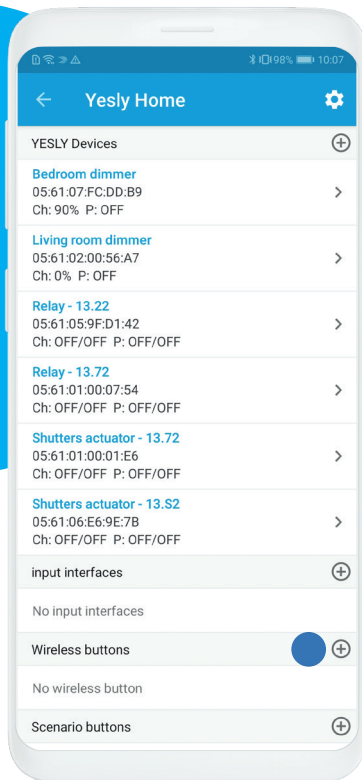 98% 10:07
Yesly Home
YESLY Devices
Bedroom dimmer
05:61:07:FC:DD:B9
Ch: 90% P: OFF
Living room dimmer
05:61:02:00:56:A7
Ch: 0% P: OFF
Relay - 13.22
05:61:05:9F:D1:42
Ch: OFF/OFF P: OFF/OFF
Relay - 13.72
05:61:01:00:07:54
Ch: OFF/OFF P: OFF/OFF
Shutters actuator - 13.72
05:61:01:00:01:E6
Ch: OFF/OFF P: OFF/OFF
Shutters actuator - 13.S2
05:61:06:E6:9E:7B
Ch: OFF/OFF P: OFF/OFF
input interfaces
No input interfaces
Wireless buttons
No wireless button
Scenario buttons